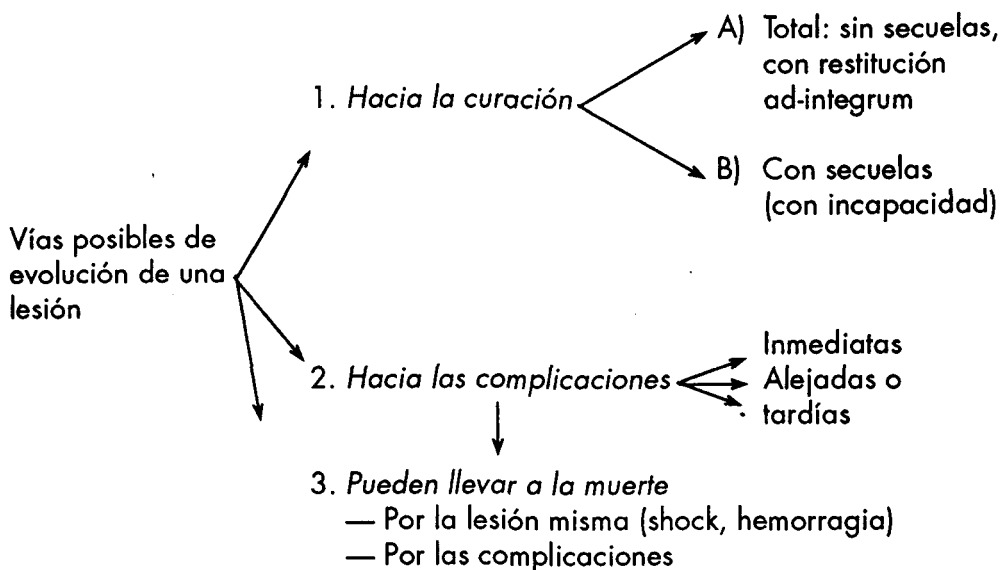 A) Total: sin secuelas,
con restitución
ad-integrum
1. Hacia la curación
B) Con secuelas
(con incapacidad)
Vías posibles de
evolución de una
lesión
Inmediatas
2. Hacia las complicaciones
Alejadas o
tardías
3. Pueden llevar a la muerte
— Por la lesión misma (shock, hemorragia)
— Por las complicaciones